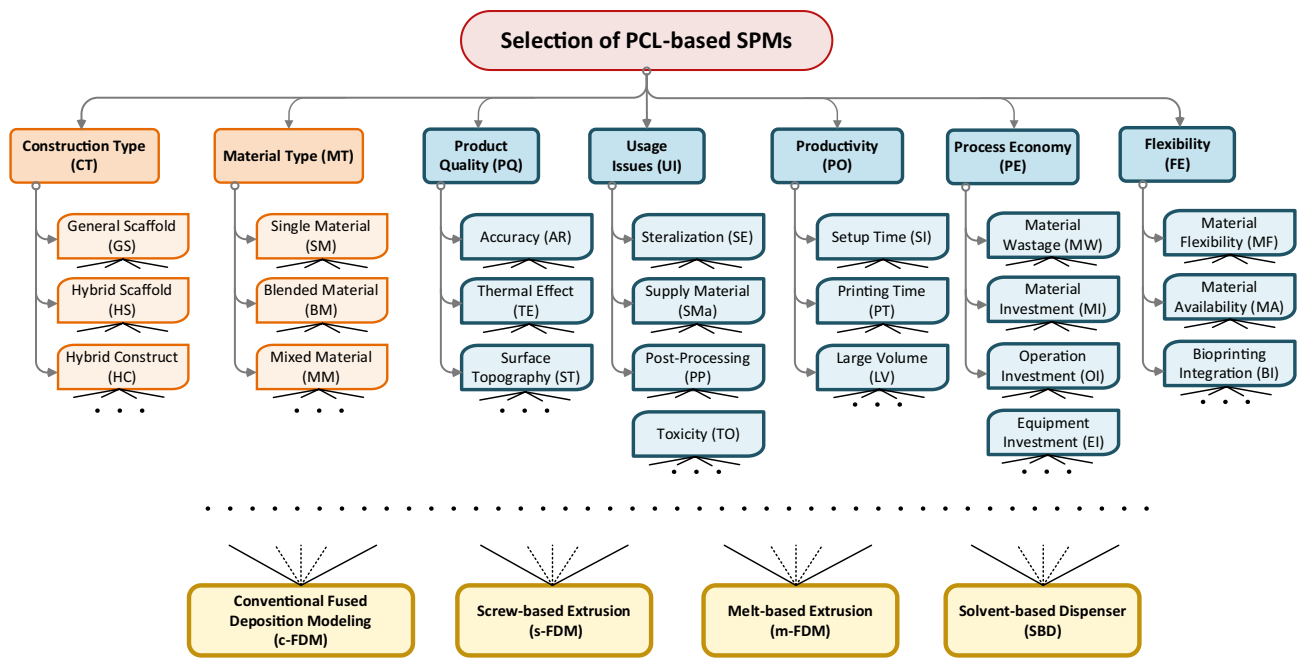 Selection of PCL-based SPMs
Construction Type
(CT)
Material Type (MT)
Product
Quality (PQ)
Usage
Issues (UI)
Productivity
(PO)
Process Economy
(PE)
Flexibility
(FE)
General Scaffold
(GS)
Hybrid Scaffold
(HS)
Hybrid Construct
(HC)
Single Material
(SM)
Blended Material
(BM)
Mixed Material
(MM)
Accuracy (AR)
Thermal Effect
(TE)
Surface
Topography (ST)
Steralization (SE)
Supply Material
(SMa)
Post-Processing
(PP)
Toxicity (TO)
Setup Time (SI)
Printing Time
(PT)
Large Volume
(LV)
Material
Wastage (MW)
Material
Investment (MI)
Operation
Investment (OI)
Equipment
Investment (EI)
Material
Flexibility (MF)
Material
Availability (MA)
Bioprinting
Integration (BI)
Conventional Fused
Deposition Modeling
(c-FDM)
Screw-based Extrusion
(s-FDM)
Melt-based Extrusion
(m-FDM)
Solvent-based Dispenser
(SBD)